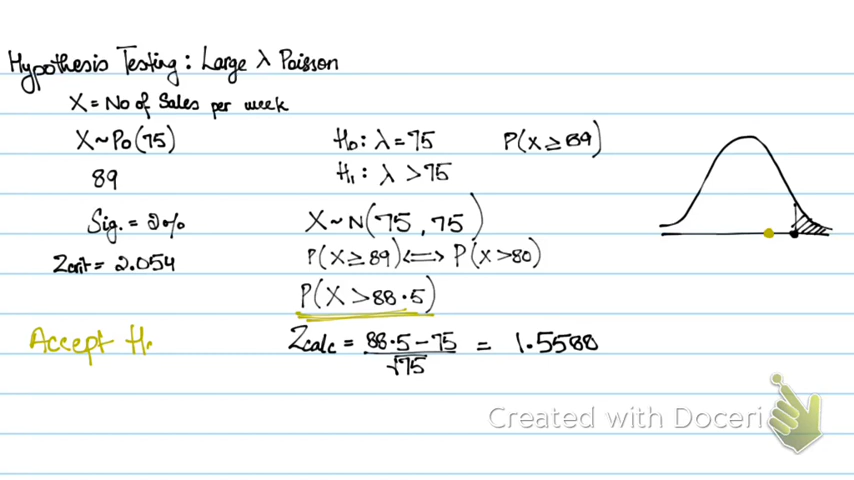 Hypothesis Testing: Large λ Poisson
X = No of Sales per week
X ~ Po(75) H₀: λ = 75 P(X ≥ 89)
89 H₁: λ > 75
Sig. = 2% X ~ N(75, 75)
Zcrit = 2.054 P(X ≥ 89) ⟺ P(X > 80)
P(X > 88.5)
Accept H Zcalc = (88.5 - 75)/√75 = 1.5588
Created with Doceri